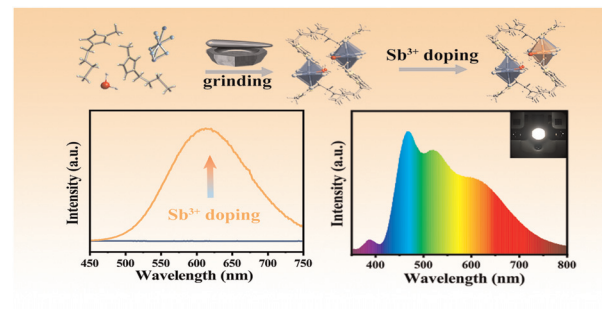 grinding
Sb³⁺ doping
Intensity (a.u.)
Sb³⁺ doping
450 500 550 600 650 700 750
Wavelength (nm)
Intensity (a.u.)
400 500 600 700 800
Wavelength (nm)